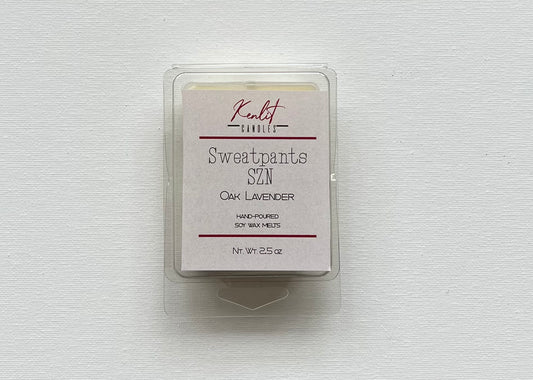 Kenlit
CANDLES
Sweatpants
SZN
OAK LAVENDER
HAND-POURED
SOY WAX MELTS
NT. WT. 2.5 OZ